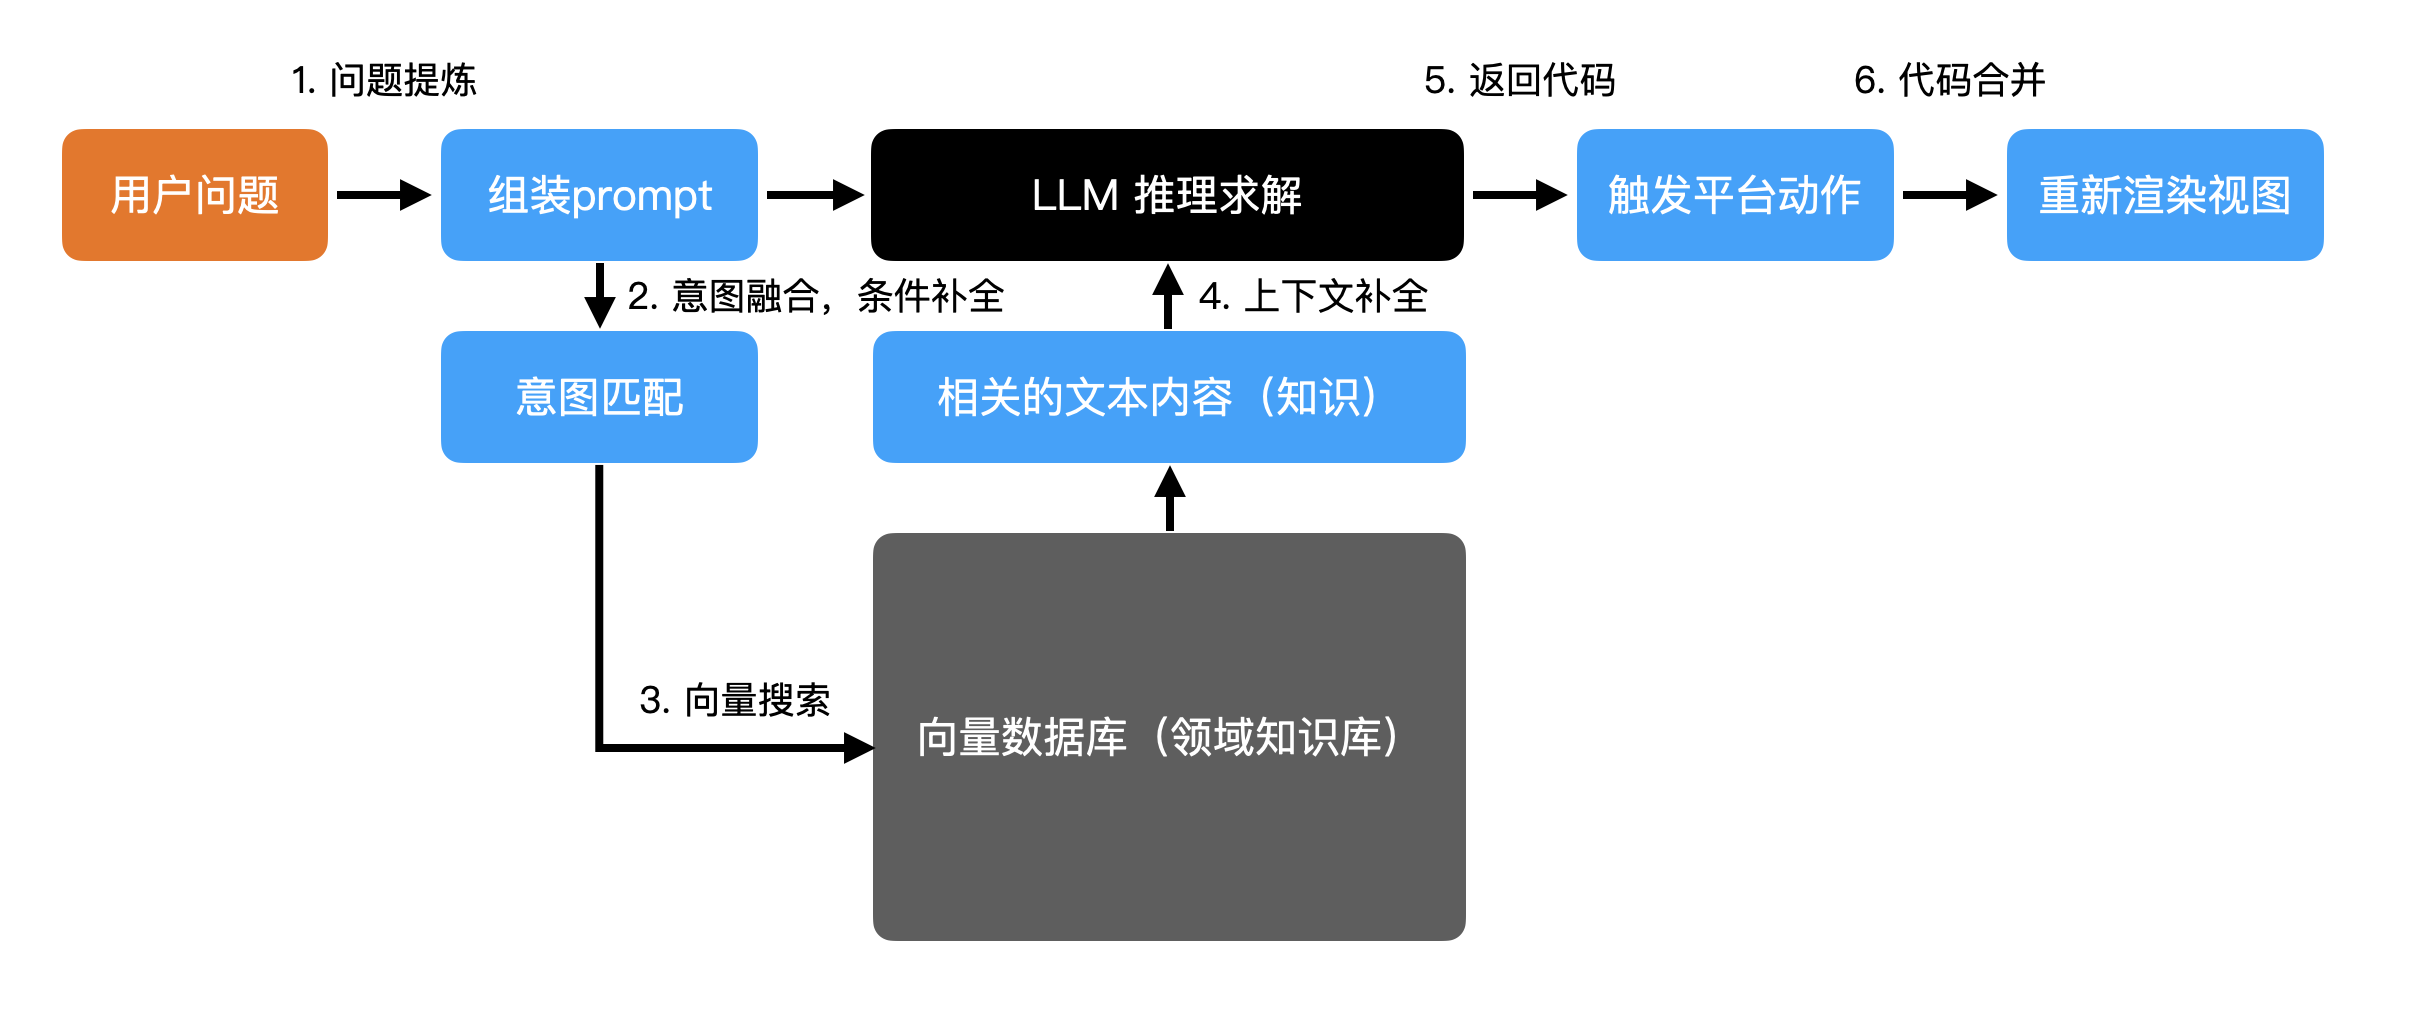 1. 问题提炼
5. 返回代码
6. 代码合并
用户问题
组装prompt
LLM 推理求解
触发平台动作
重新渲染视图
2. 意图融合，条件补全
4. 上下文补全
意图匹配
相关的文本内容（知识）
3. 向量搜索
向量数据库（领域知识库）